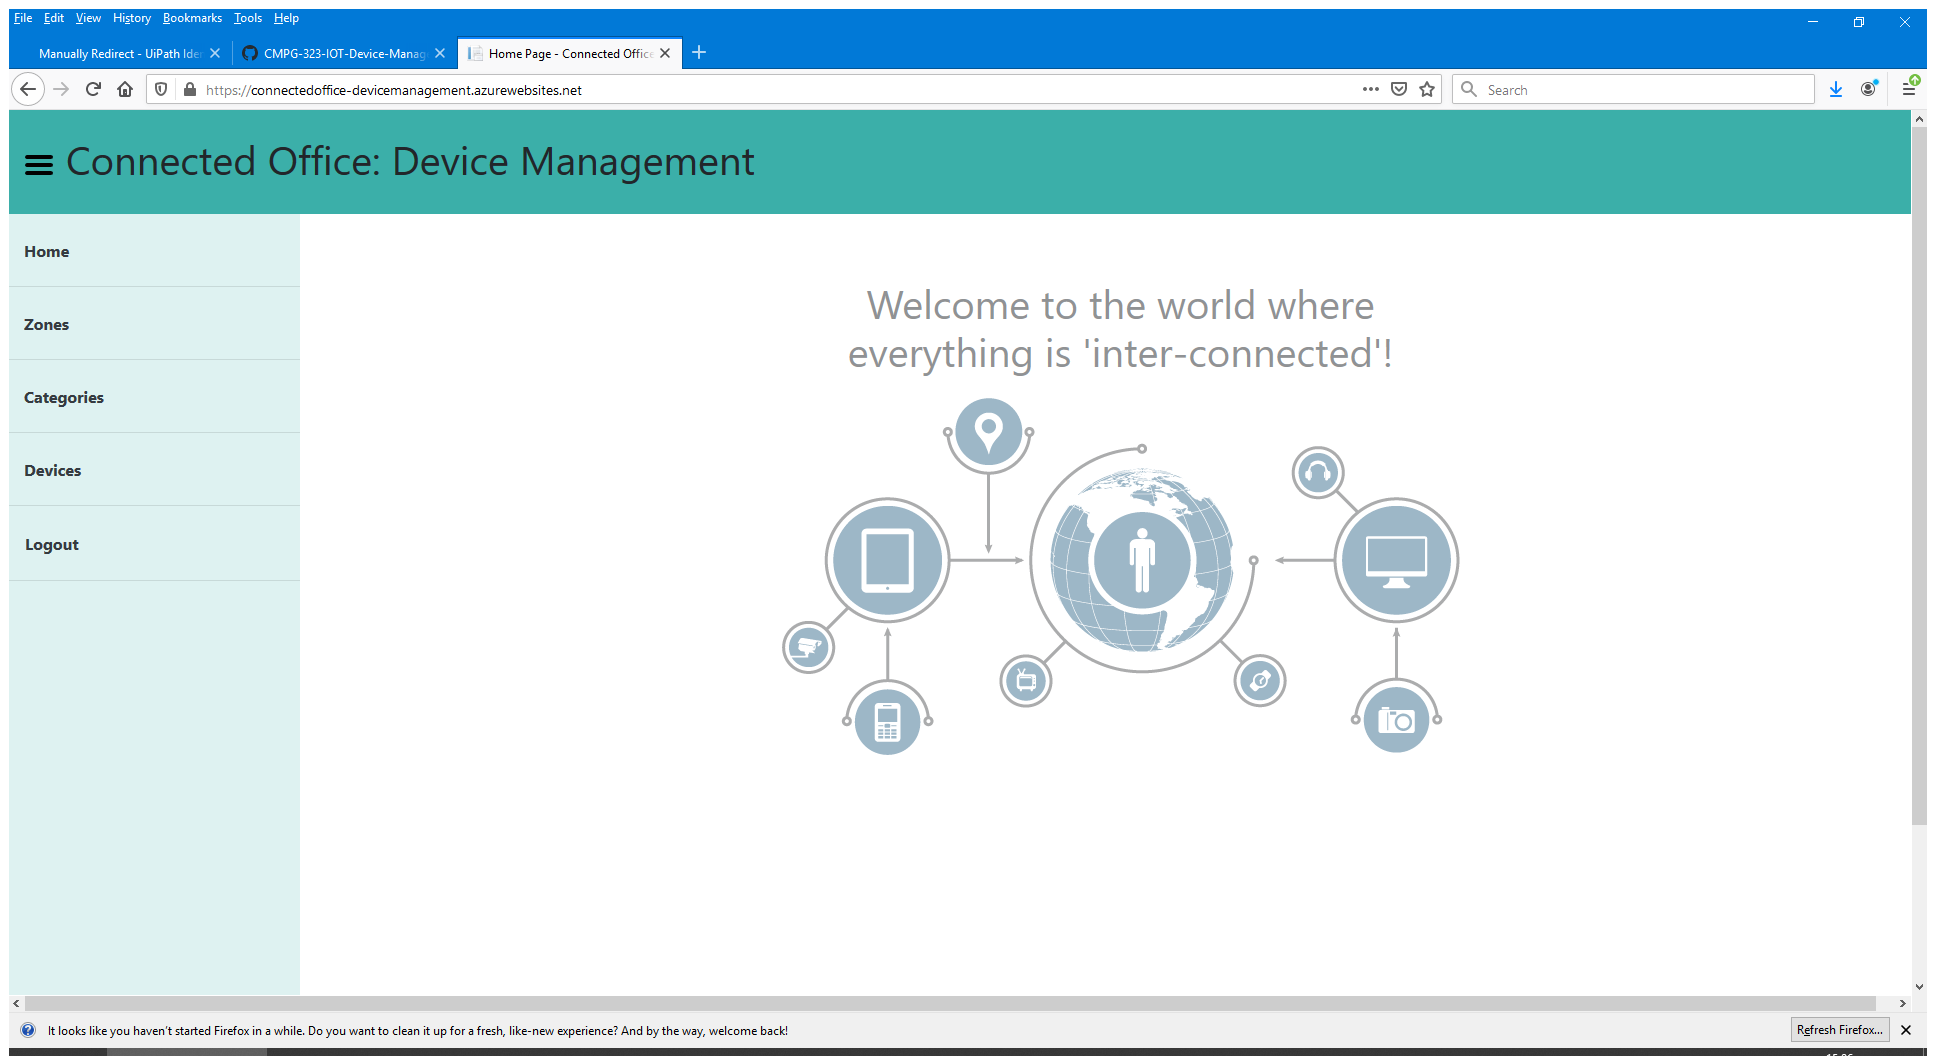 File Edit View History Bookmarks Tools Help
Manually Redirect - UiPath Ide
CMPG-323-IOT-Device-Manag
Home Page - Connected Office
https://connectedoffice-devicemanagement.azurewebsites.net
Search
Connected Office: Device Management
Home
Zones
Categories
Devices
Logout
Welcome to the world where
everything is 'inter-connected'!
It looks like you haven't started Firefox in a while. Do you want to clean it up for a fresh, like-new experience? And by the way, welcome back!
Refresh Firefox...